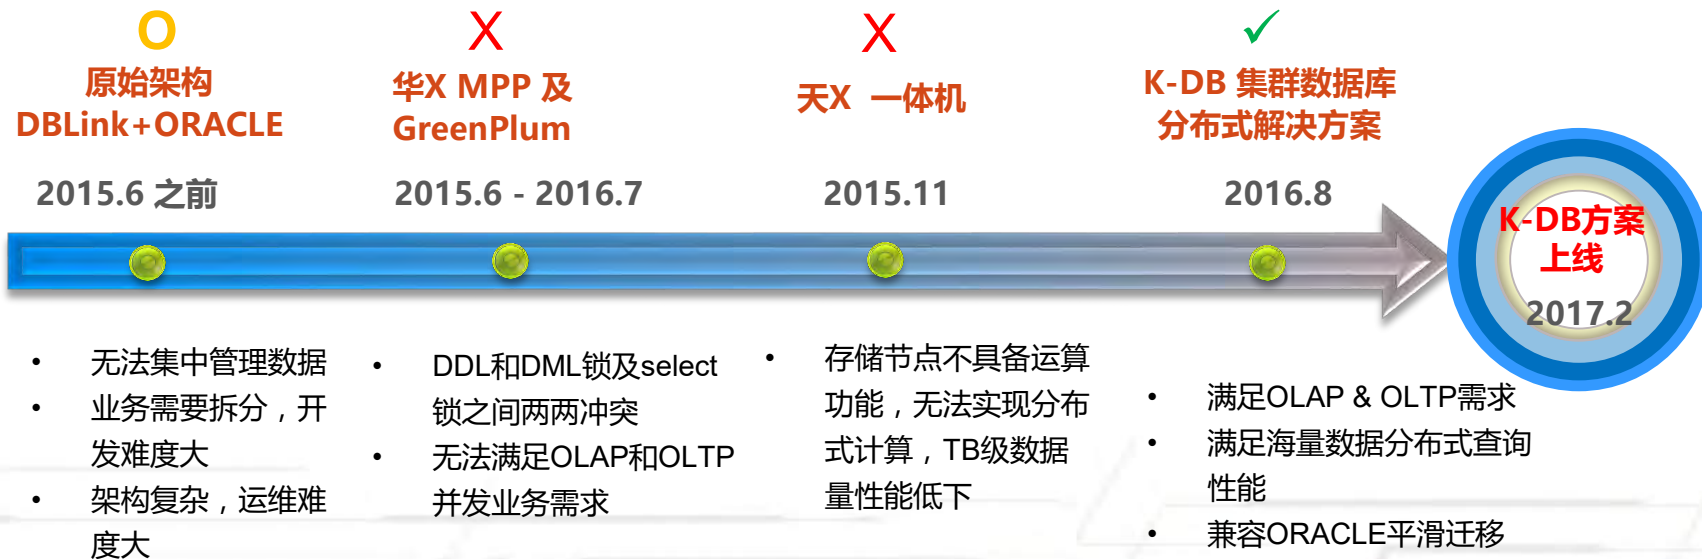 O
原始架构
DBLink+ORACLE
2015.6 之前
无法集中管理数据
业务需要拆分，开
发难度大
架构复杂，运维难
度大
X
华X MPP 及
GreenPlum
2015.6 - 2016.7
DDL和DML锁及select
锁之间两两冲突
无法满足OLAP和OLTP
并发业务需求
X
天X 一体机
2015.11
存储节点不具备运算
功能，无法实现分布
式计算，TB级数据
量性能低下
✓
K-DB 集群数据库
分布式解决方案
2016.8
满足OLAP & OLTP需求
满足海量数据分布式查询
性能
兼容ORACLE平滑迁移
K-DB方案
上线
2017.2